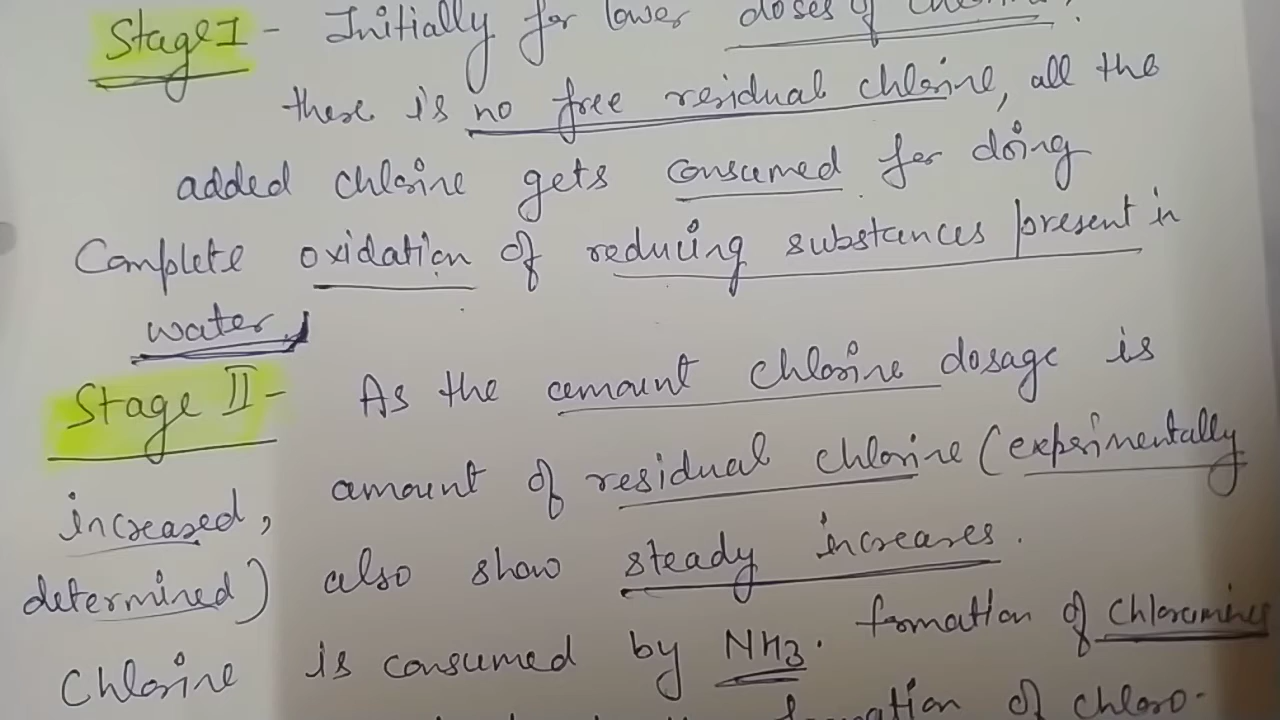 Stage I - Initially for lower doses of chlorine,
there is no free residual chlorine, all the
added chlorine gets consumed for doing
Complete oxidation of reducing substances present in
water.
Stage II - As the amount chlorine dosage is
increased, amount of residual chlorine (experimentally
determined) also show steady increases.
Chlorine is consumed by NH3. formation of chloramines
formation of chloro-